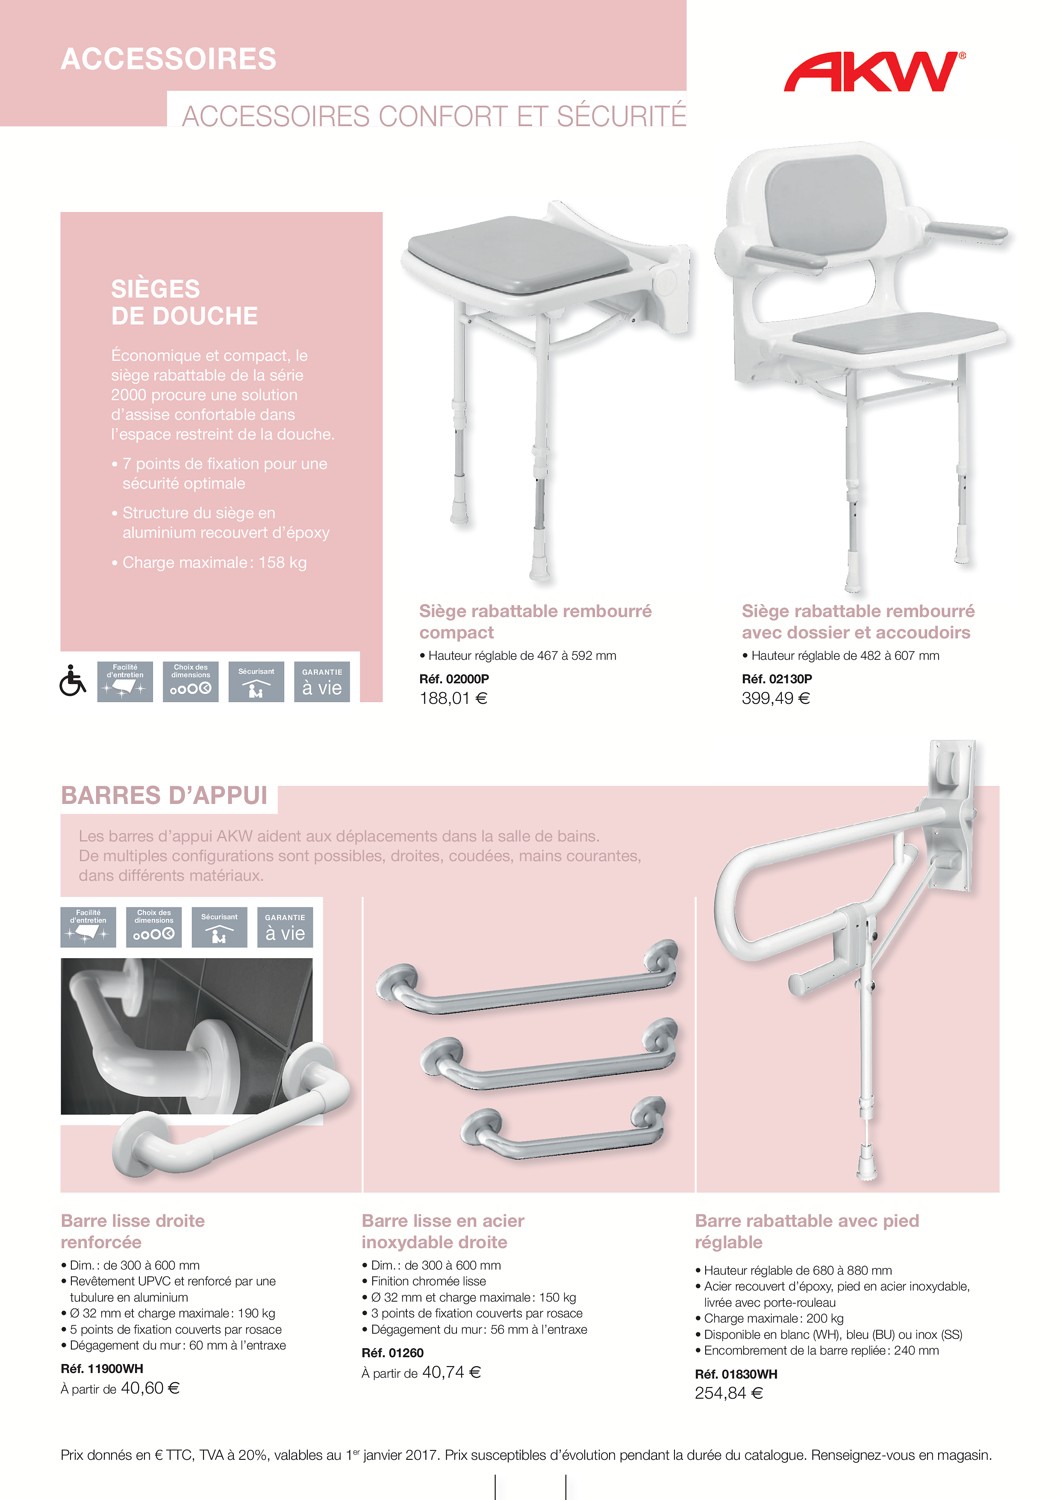 ACCESSOIRES
AKW®
ACCESSOIRES CONFORT ET SÉCURITÉ
SIÈGES
DE DOUCHE
Économique et compact, le
siège rabattable de la série
2000 procure une solution
d'assise confortable dans
l'espace restreint de la douche.
• 7 points de fixation pour une
sécurité optimale
• Structure du siège en
aluminium recouvert d'époxy
• Charge maximale : 158 kg
Facilité
d'entretien
Choix des
dimensions
Sécurisant
GARANTIE
à vie
Siège rabattable rembourré
compact
• Hauteur réglable de 467 à 592 mm
Réf. 02000P
188,01 €
Siège rabattable rembourré
avec dossier et accoudoirs
• Hauteur réglable de 482 à 607 mm
Réf. 02130P
399,49 €
BARRES D'APPUI
Les barres d'appui AKW aident aux déplacements dans la salle de bains.
De multiples configurations sont possibles, droites, coudées, mains courantes,
dans différents matériaux.
Facilité
d'entretien
Choix des
dimensions
Sécurisant
GARANTIE
à vie
Barre lisse droite
renforcée
• Dim. : de 300 à 600 mm
• Revêtement UPVC et renforcé par une
tubulure en aluminium
• Ø 32 mm et charge maximale : 190 kg
• 5 points de fixation couverts par rosace
• Dégagement du mur : 60 mm à l'entraxe
Réf. 11900WH
À partir de 40,60 €
Barre lisse en acier
inoxydable droite
• Dim. : de 300 à 600 mm
• Finition chromée lisse
• Ø 32 mm et charge maximale : 150 kg
• 3 points de fixation couverts par rosace
• Dégagement du mur : 56 mm à l'entraxe
Réf. 01260
À partir de 40,74 €
Barre rabattable avec pied
réglable
• Hauteur réglable de 680 à 880 mm
• Acier recouvert d'époxy, pied en acier inoxydable,
livrée avec porte-rouleau
• Charge maximale : 200 kg
• Disponible en blanc (WH), bleu (BU) ou inox (SS)
• Encombrement de la barre repliée : 240 mm
Réf. 01830WH
254,84 €
Prix donnés en € TTC, TVA à 20%, valables au 1er janvier 2017. Prix susceptibles d'évolution pendant la durée du catalogue. Renseignez-vous en magasin.